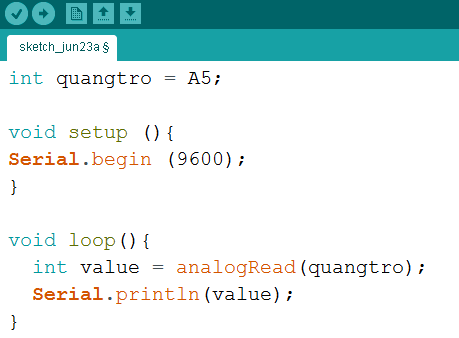 sketch_jun23a §
int quangtro = A5;
void setup (){
Serial.begin (9600);
}
void loop(){
int value = analogRead(quangtro);
Serial.println(value);
}